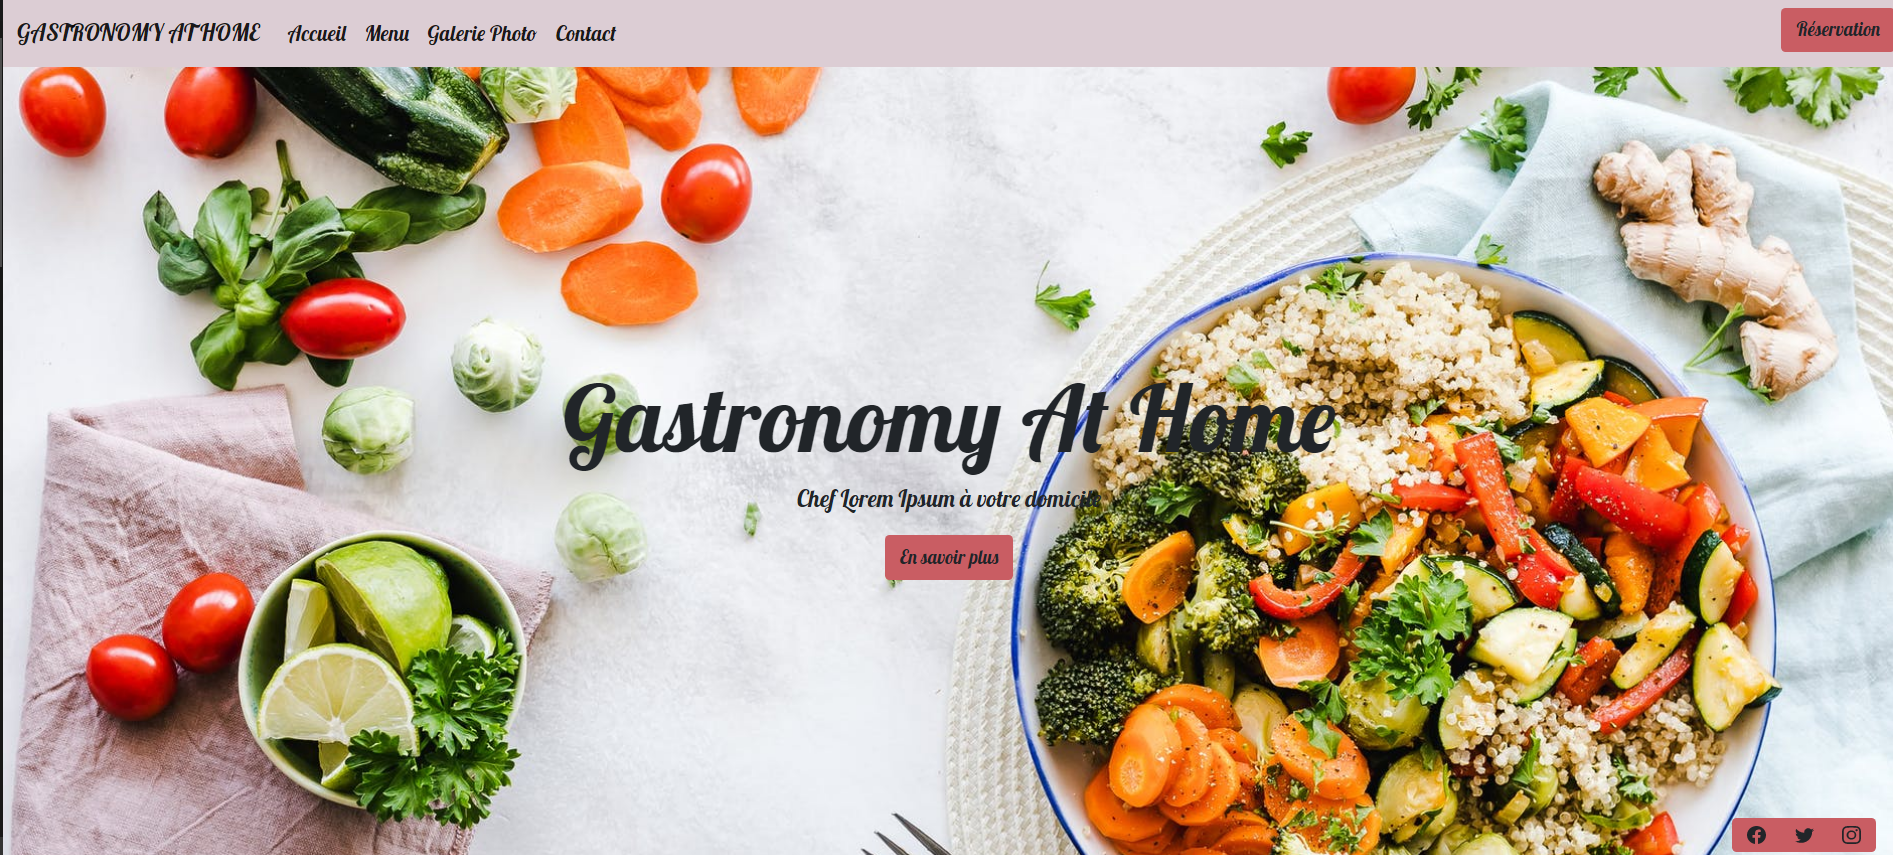 GASTRONOMY AT HOME Accueil Menu Galerie Photo Contact Réservation
Gastronomy At Home
Chef Lorem Ipsum à votre domicile
En savoir plus